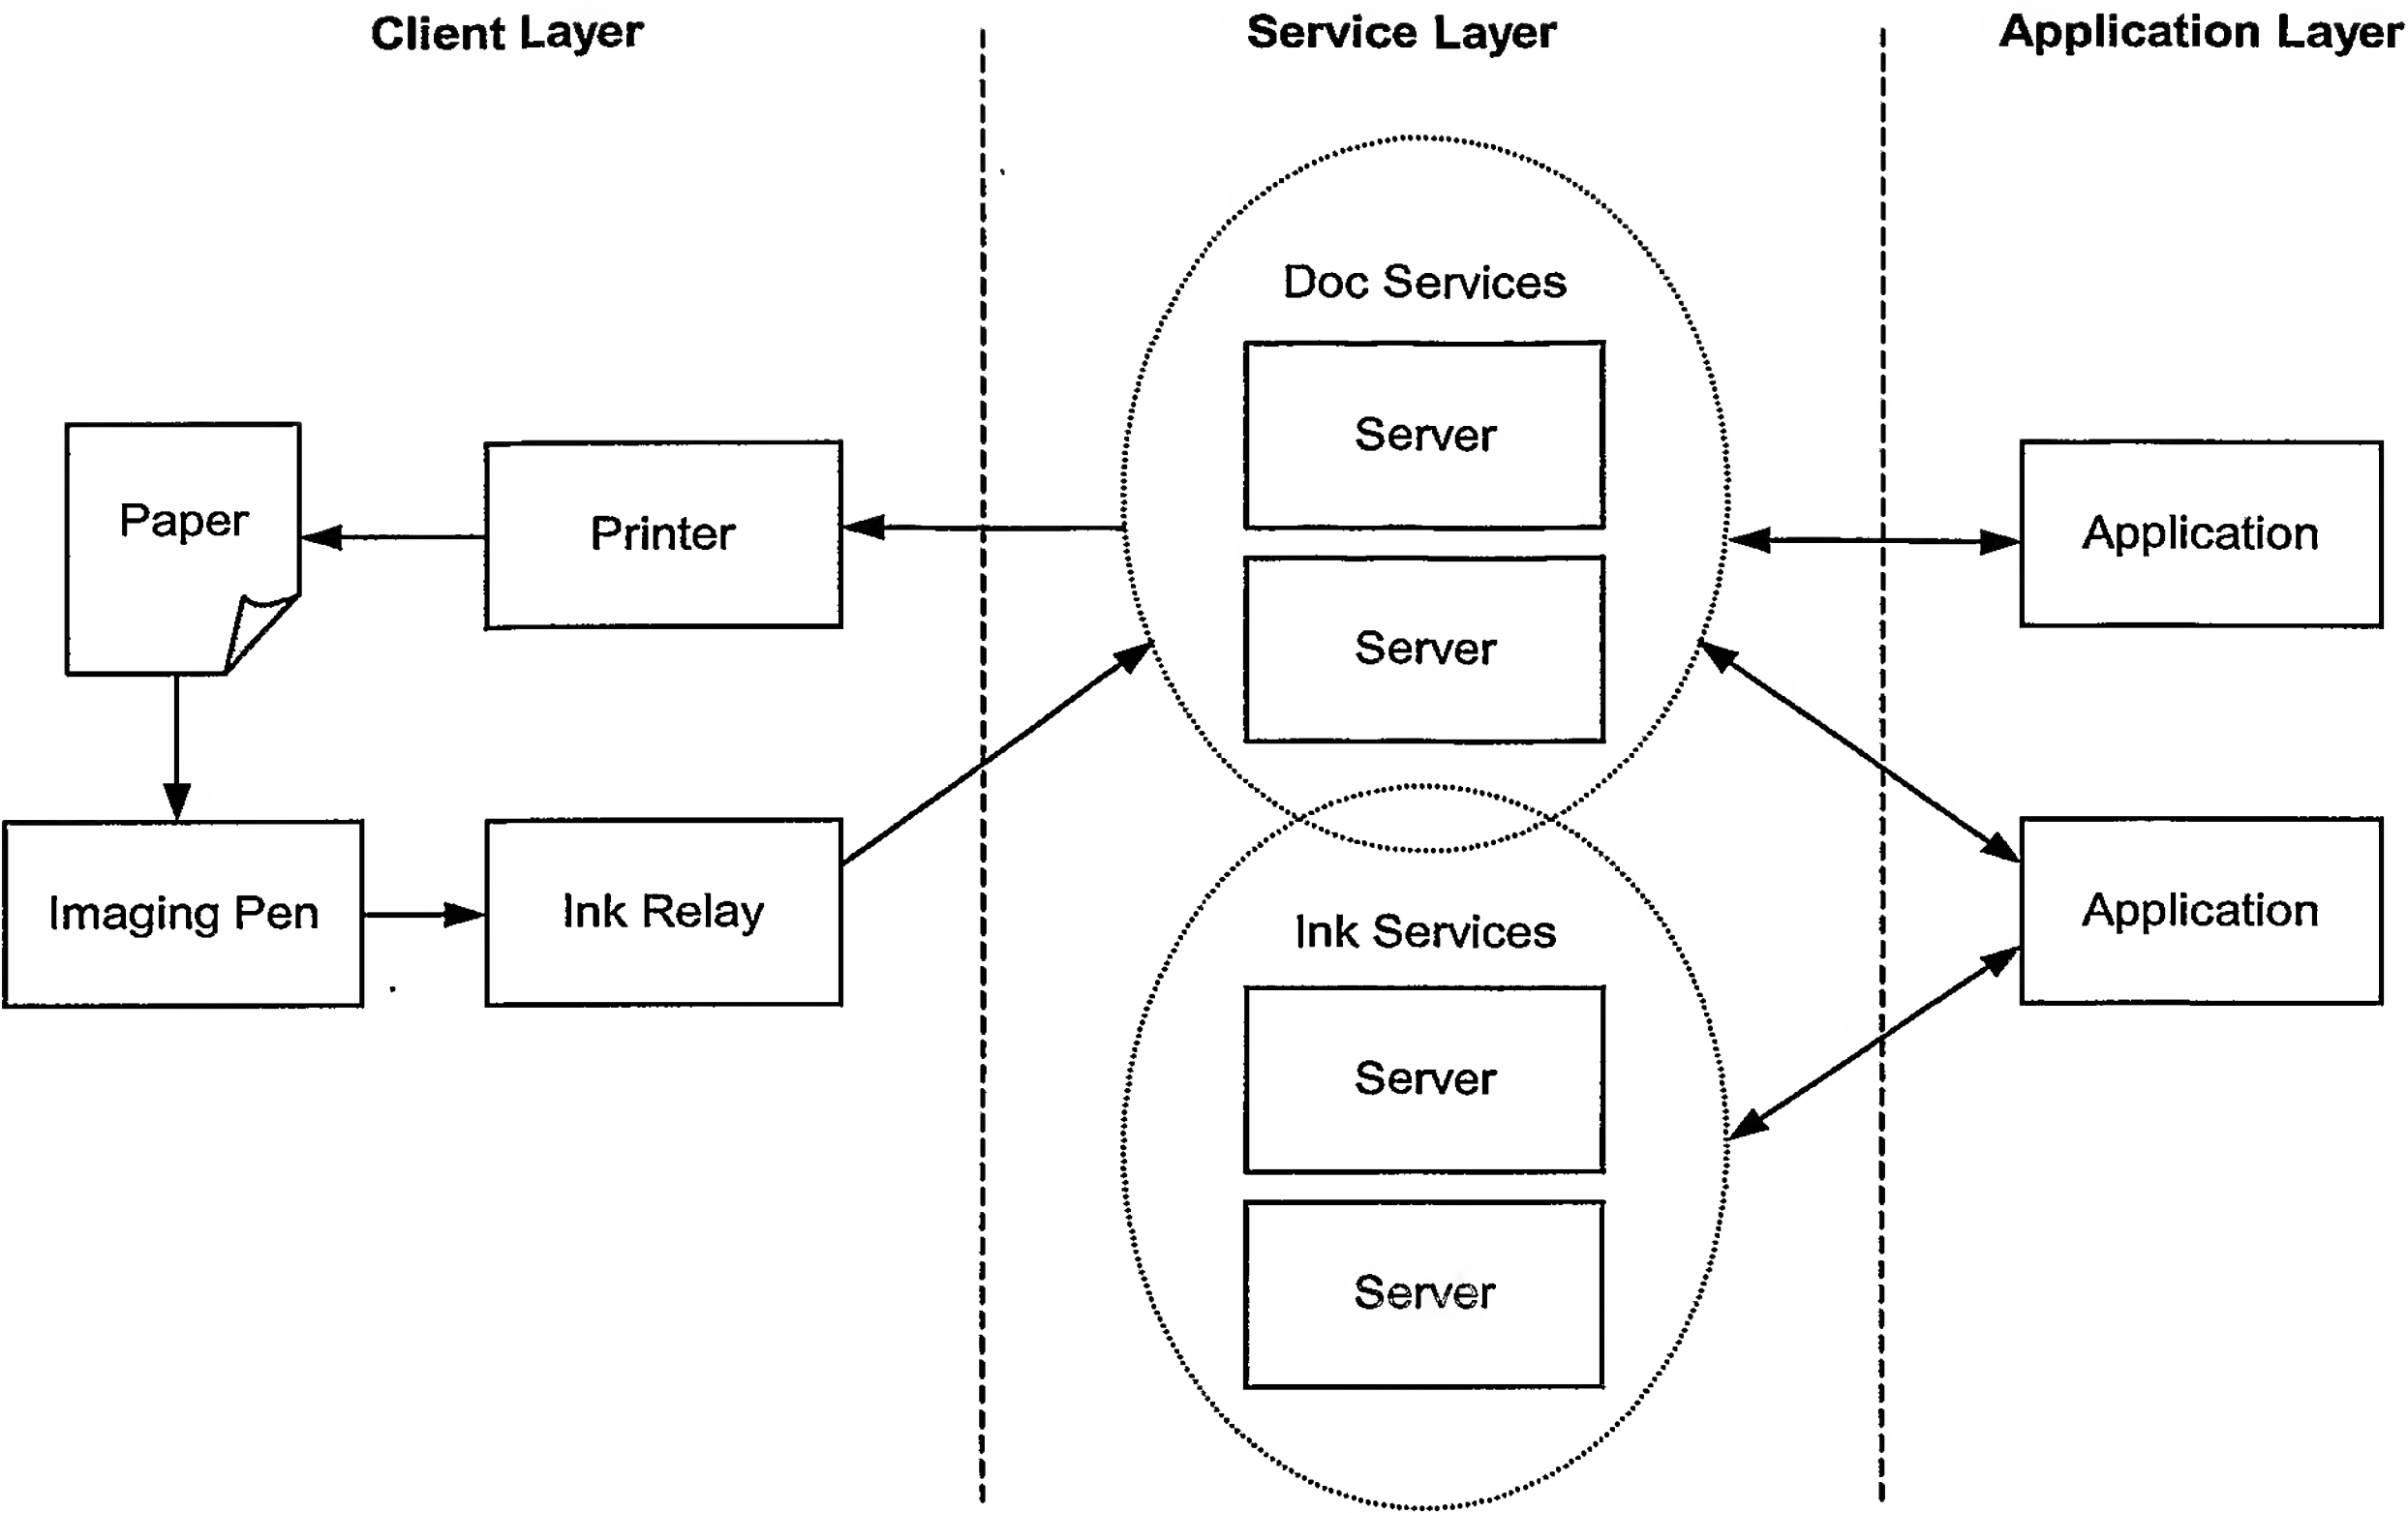 Client Layer
Service Layer
Application Layer
Doc Services
Server
Server
Paper
Printer
Application
Imaging Pen
Ink Relay
Application
Ink Services
Server
Server